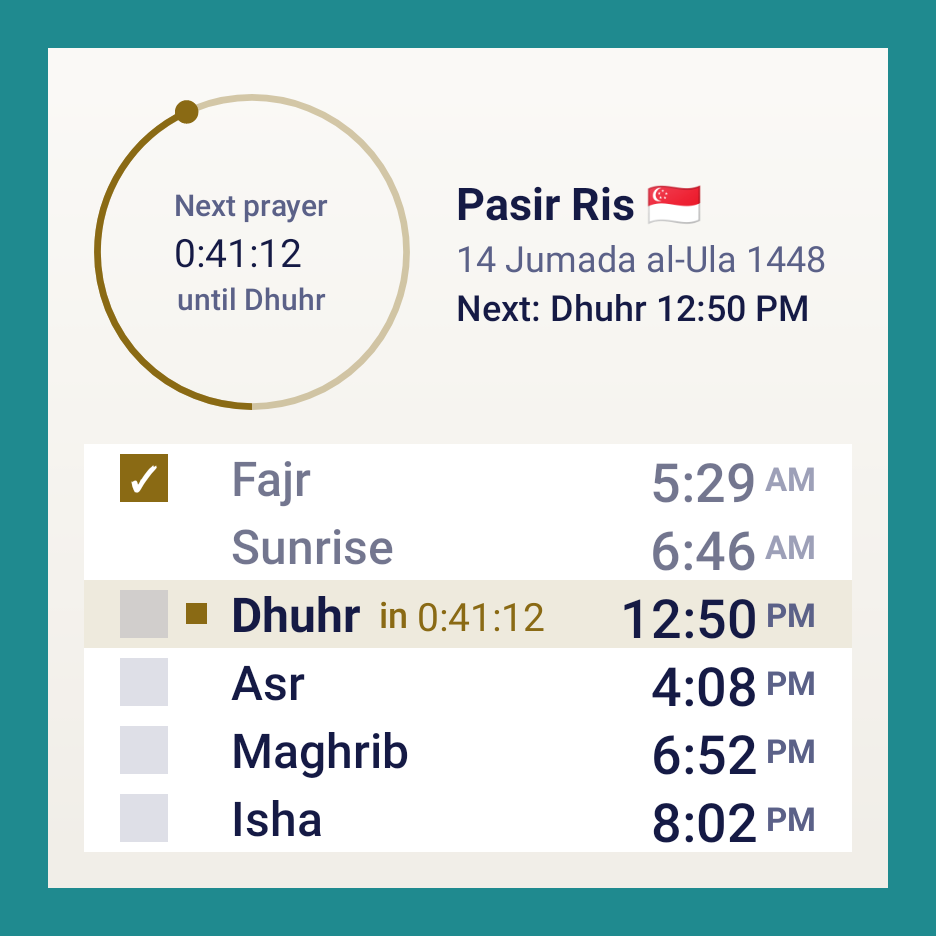 Next prayer
0:41:12
until Dhuhr
Pasir Ris 🇸🇬
14 Jumada al-Ula 1448
Next: Dhuhr 12:50 PM
✓ Fajr 5:29 AM
Sunrise 6:46 AM
Dhuhr in 0:41:12 12:50 PM
Asr 4:08 PM
Maghrib 6:52 PM
Isha 8:02 PM